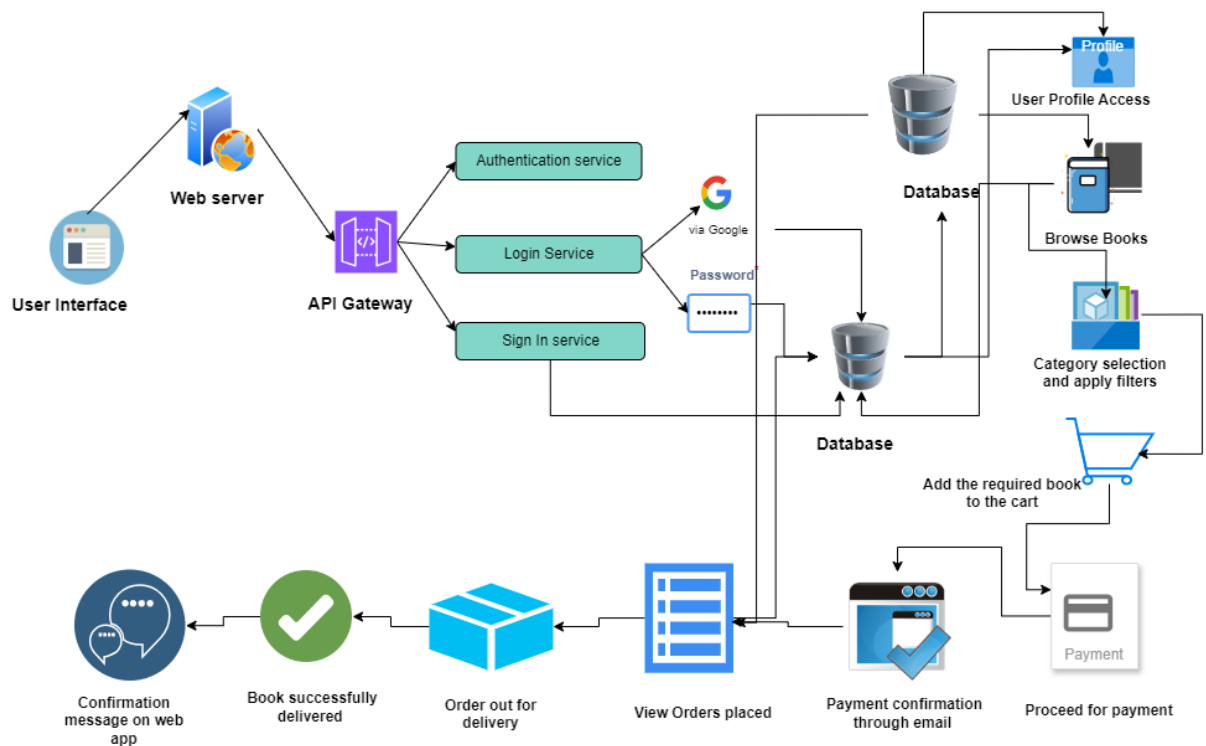 Profile
User Profile Access
Web server
Authentication service
Database
via Google
Browse Books
Login Service
Password*
User Interface
API Gateway
Sign In service
Category selection
and apply filters
Database
Add the required book
to the cart
Payment
Confirmation
message on web
app
Book successfully
delivered
Order out for
delivery
View Orders placed
Payment confirmation
through email
Proceed for payment